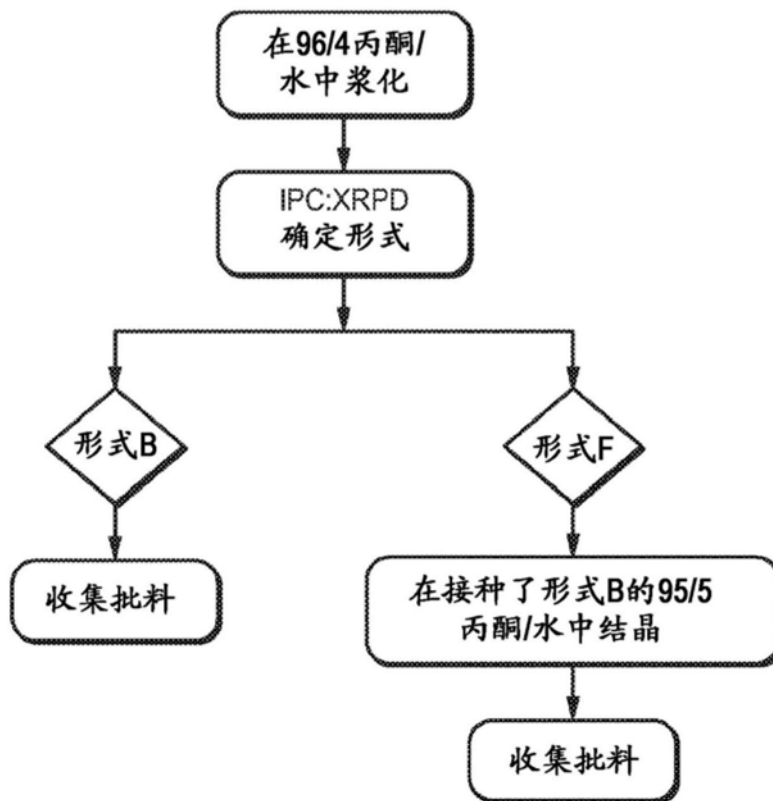 在96/4丙酮/
水中浆化
IPC:XRPD
确定形式
形式B
形式F
收集批料
在接种了形式B的95/5
丙酮/水中结晶
收集批料